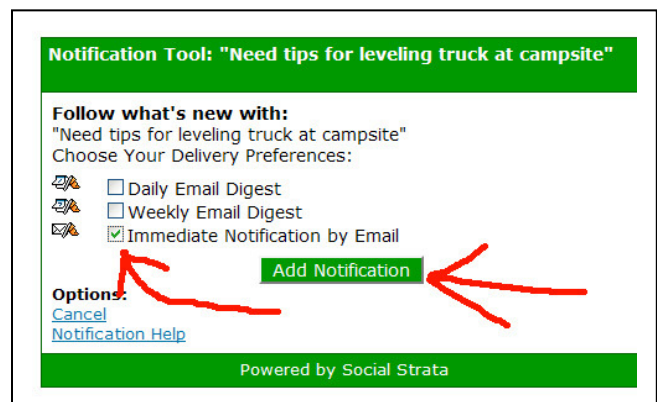 Notification Tool: "Need tips for leveling truck at campsite"
Follow what's new with:
"Need tips for leveling truck at campsite"
Choose Your Delivery Preferences:
Daily Email Digest
Weekly Email Digest
Immediate Notification by Email
Add Notification
Options:
Cancel
Notification Help
Powered by Social Strata